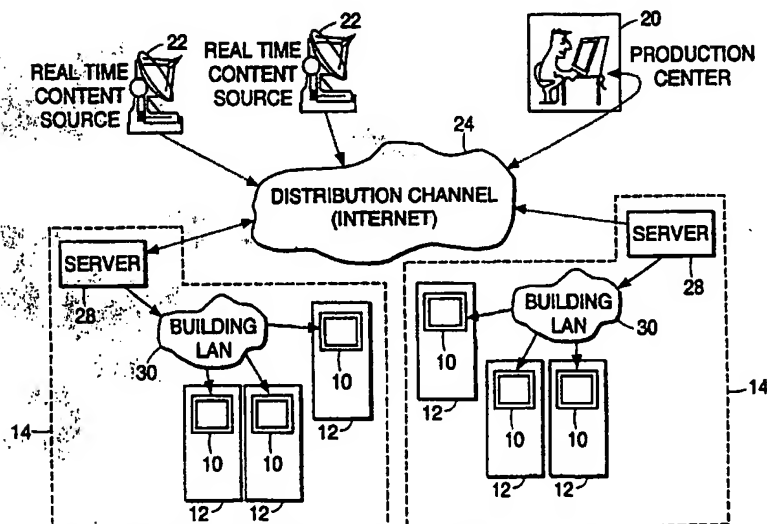 22
REAL TIME
CONTENT
SOURCE
22
REAL TIME
CONTENT
SOURCE
20
PRODUCTION
CENTER
24
DISTRIBUTION CHANNEL
(INTERNET)
SERVER
28
BUILDING
LAN
30
10
12
10
12
10
12
14
SERVER
28
BUILDING
LAN
30
10
12
10
12
10
12
14